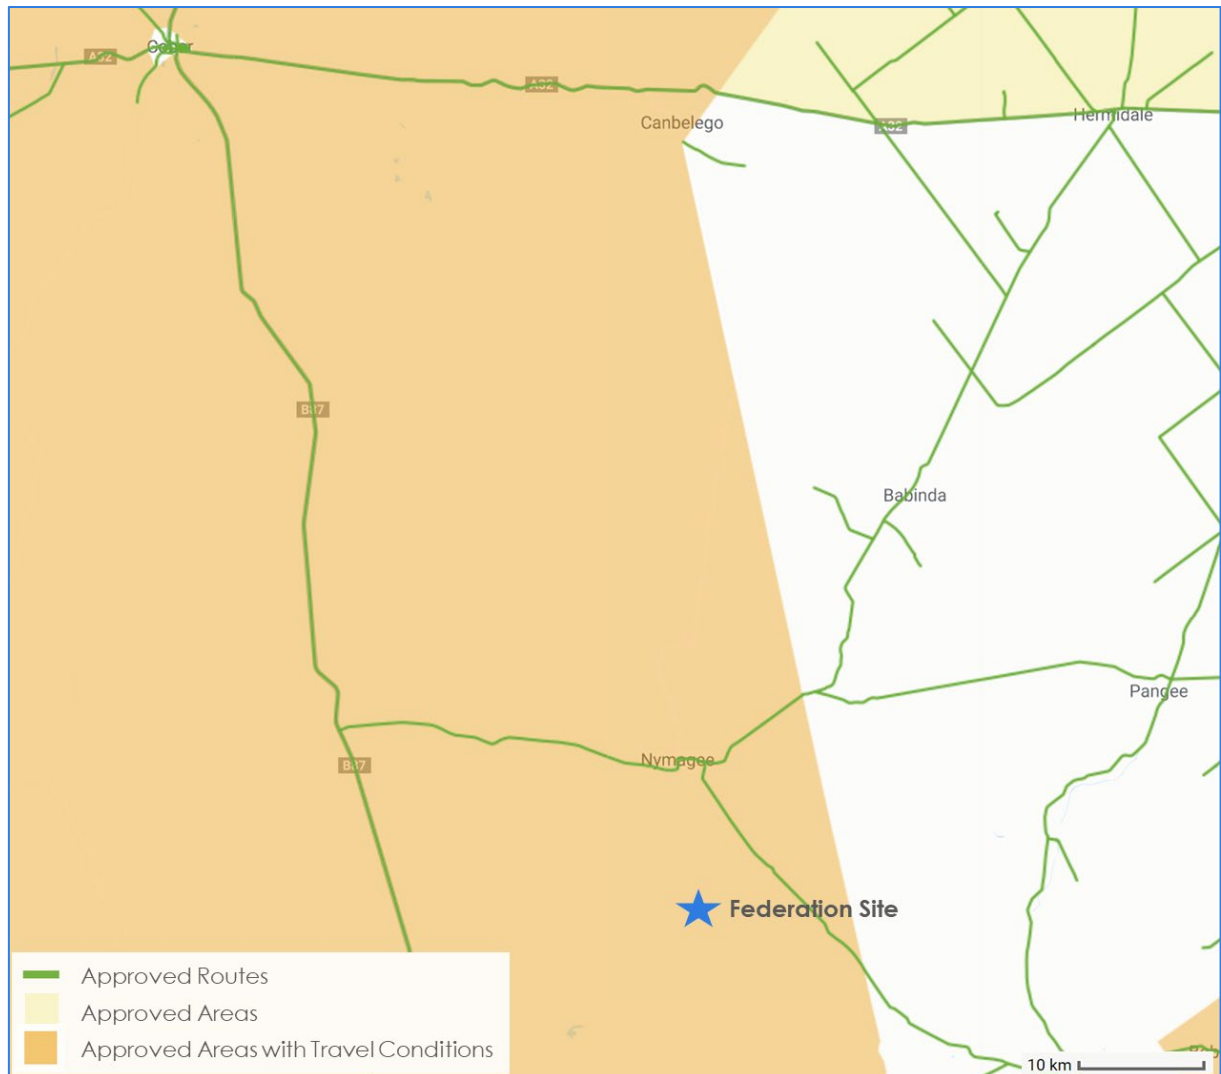 Cobar
A32
A32
Canbelego
A32
Hermidale
B87
Babinda
Pangee
Nymagee
B87
Federation Site
Approved Routes
Approved Areas
Approved Areas with Travel Conditions
10 km